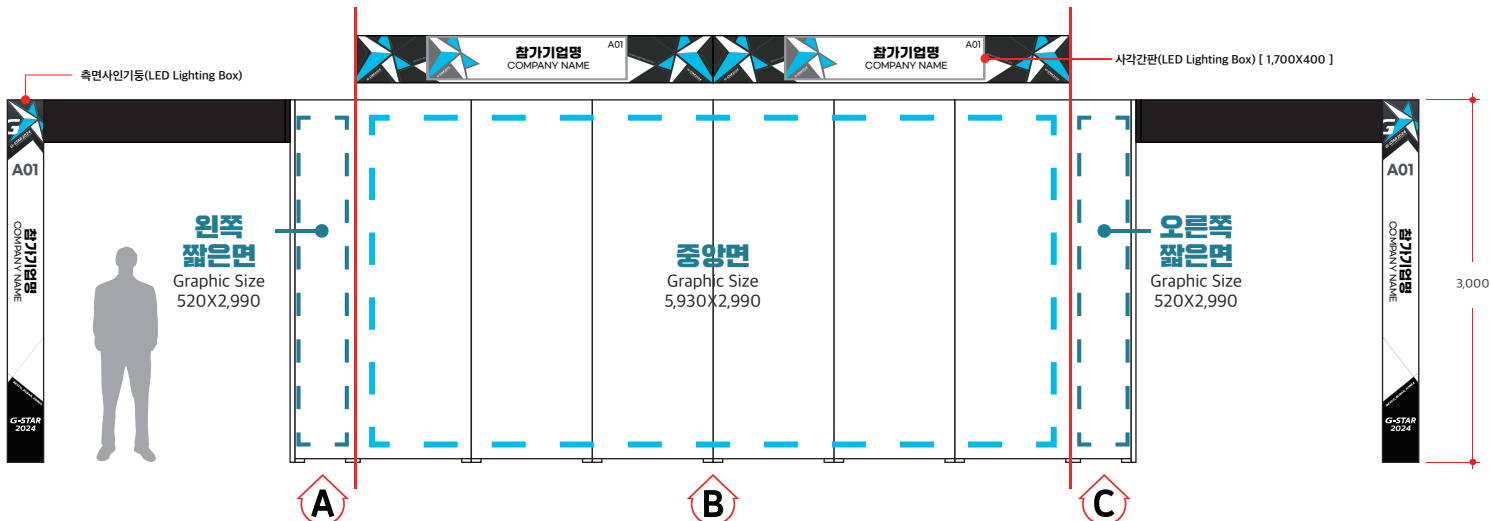 측면사인기둥(LED Lighting Box)
참가기업명
COMPANY NAME
A01
참가기업명
COMPANY NAME
A01
사각간판(LED Lighting Box) [ 1,700X400 ]
G
A01
참가기업명
COMPANY NAME
G-STAR
2024
왼쪽
짧은면
Graphic Size
520X2,990
중앙면
Graphic Size
5,930X2,990
오른쪽
짧은면
Graphic Size
520X2,990
G
A01
참가기업명
COMPANY NAME
G-STAR
2024
3,000
A
B
C